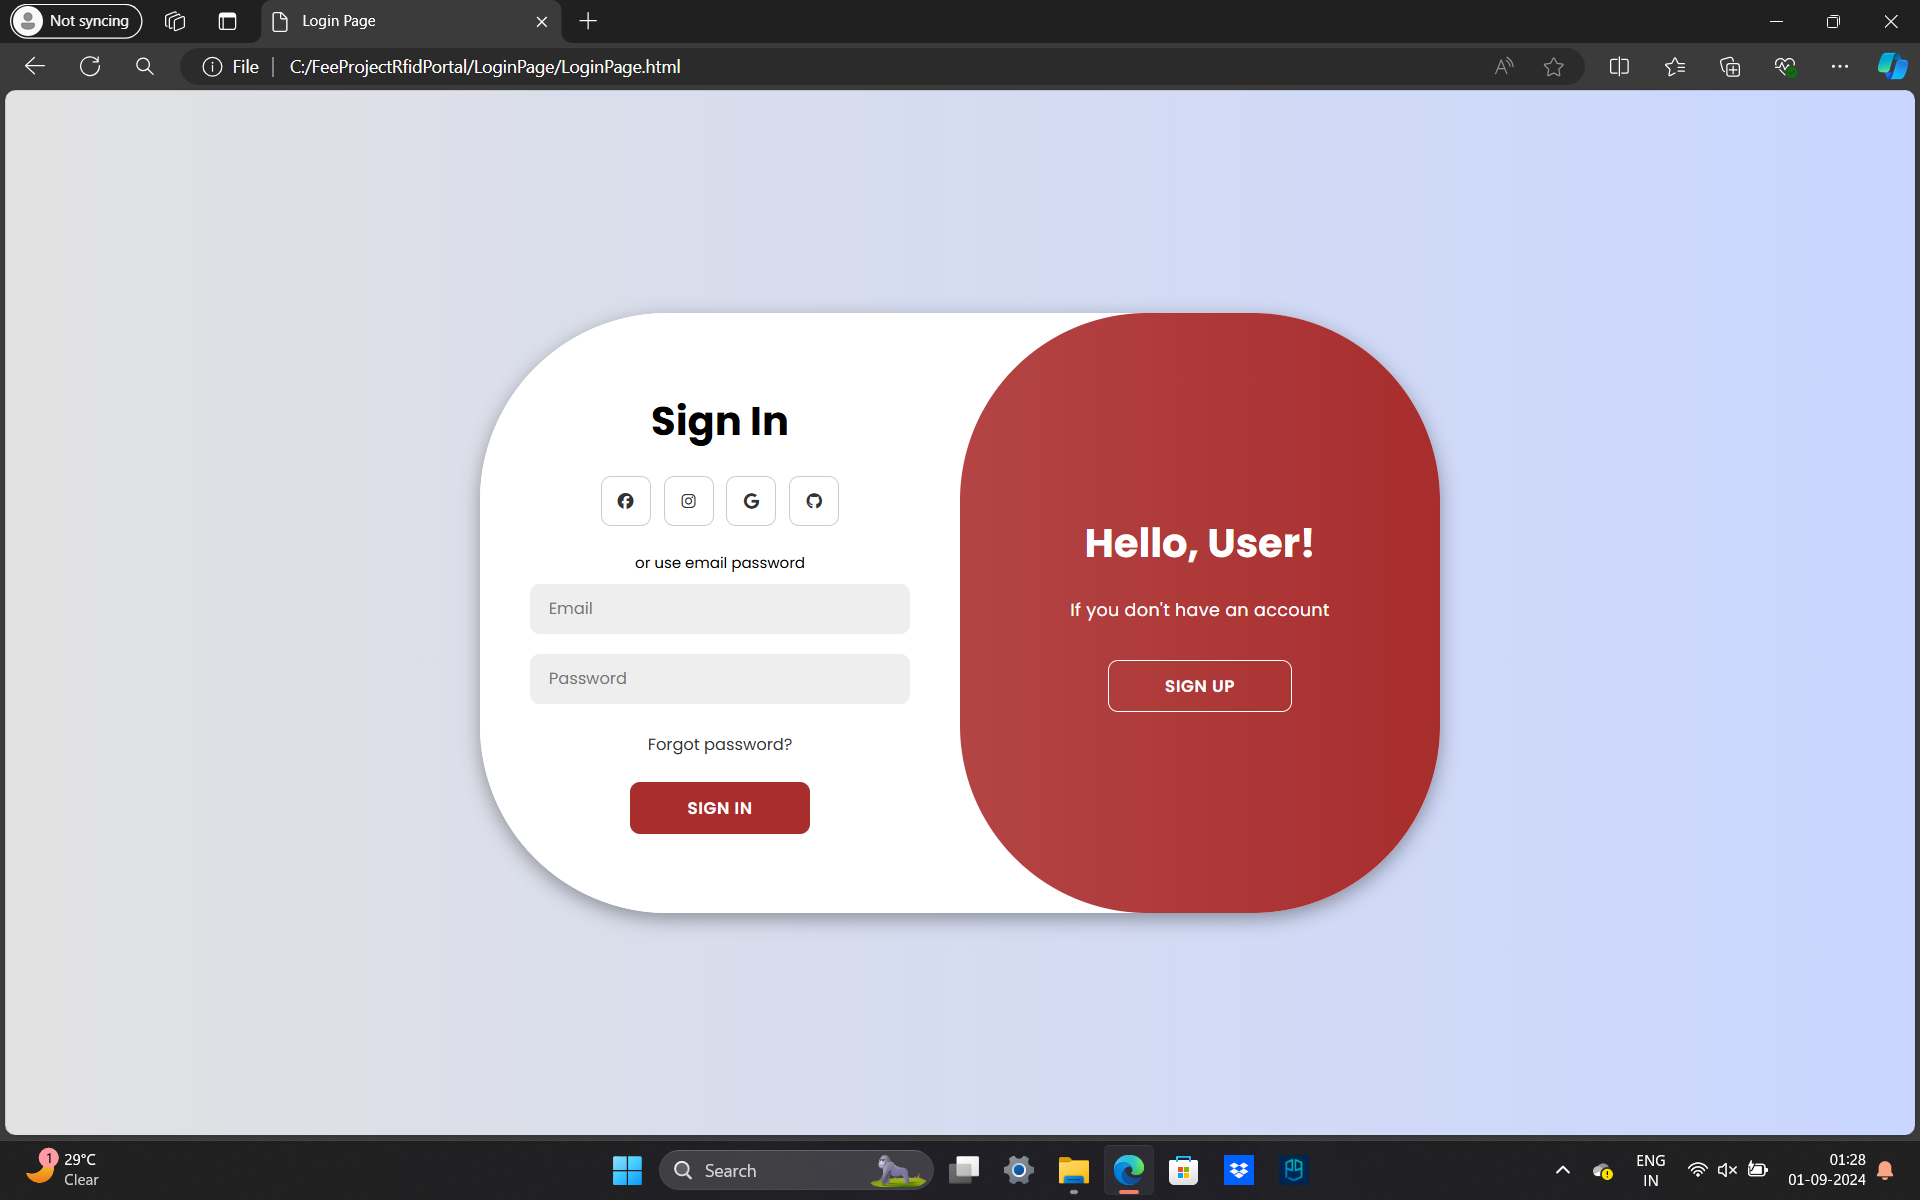 Not syncing
Login Page
File
C:/FeeProjectRfidPortal/LoginPage/LoginPage.html
Sign In
or use email password
Email
Password
Forgot password?
SIGN IN
Hello, User!
If you don't have an account
SIGN UP
1
29°C
Clear
Search
ENG
IN
01:28
01-09-2024